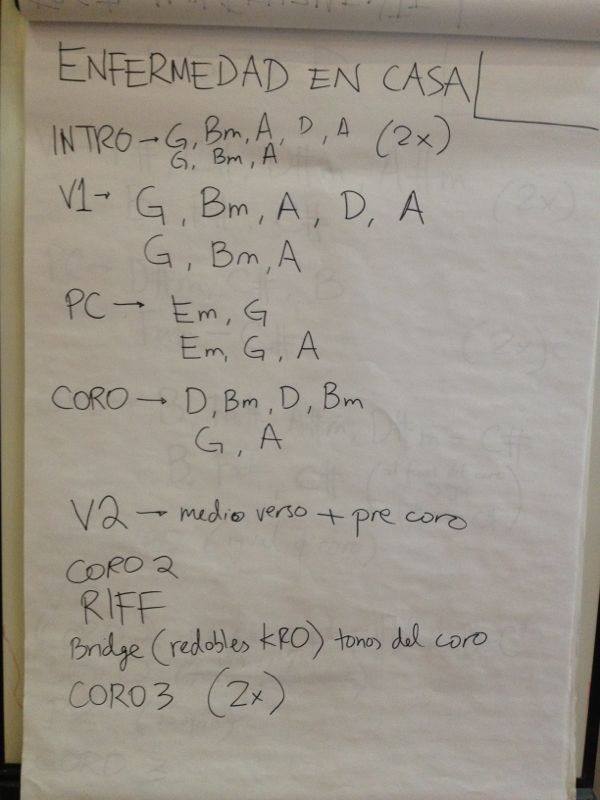 ENFERMEDAD EN CASA
INTRO → G, Bm, A, D, A (2x)
G, Bm, A
V1 → G, Bm, A, D, A
G, Bm, A
PC → Em, G
Em, G, A
CORO → D, Bm, D, Bm
G, A
V2 → medio verso + pre coro
CORO 2
RIFF
Bridge (redobles KRO) tonos del coro
CORO 3 (2x)